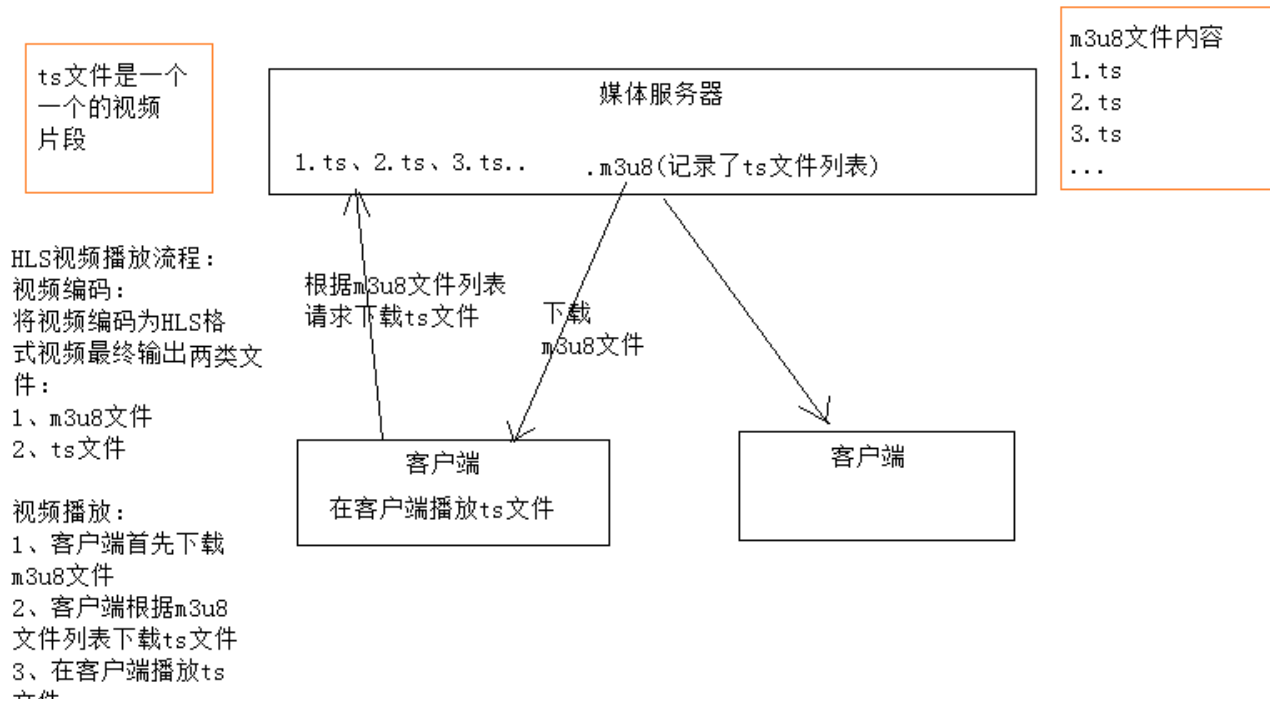 ts文件是一个
一个的视频
片段
媒体服务器
1.ts、2.ts、3.ts..
.m3u8(记录了ts文件列表)
m3u8文件内容
1.ts
2.ts
3.ts
...
HLS视频播放流程:
视频编码:
将视频编码为HLS格
式视频最终输出两类文
件:
1、m3u8文件
2、ts文件
视频播放:
1、客户端首先下载
m3u8文件
2、客户端根据m3u8
文件列表下载ts文件
3、在客户端播放ts
根据m3u8文件列表
请求下载ts文件
下载
m3u8文件
客户端
在客户端播放ts文件
客户端